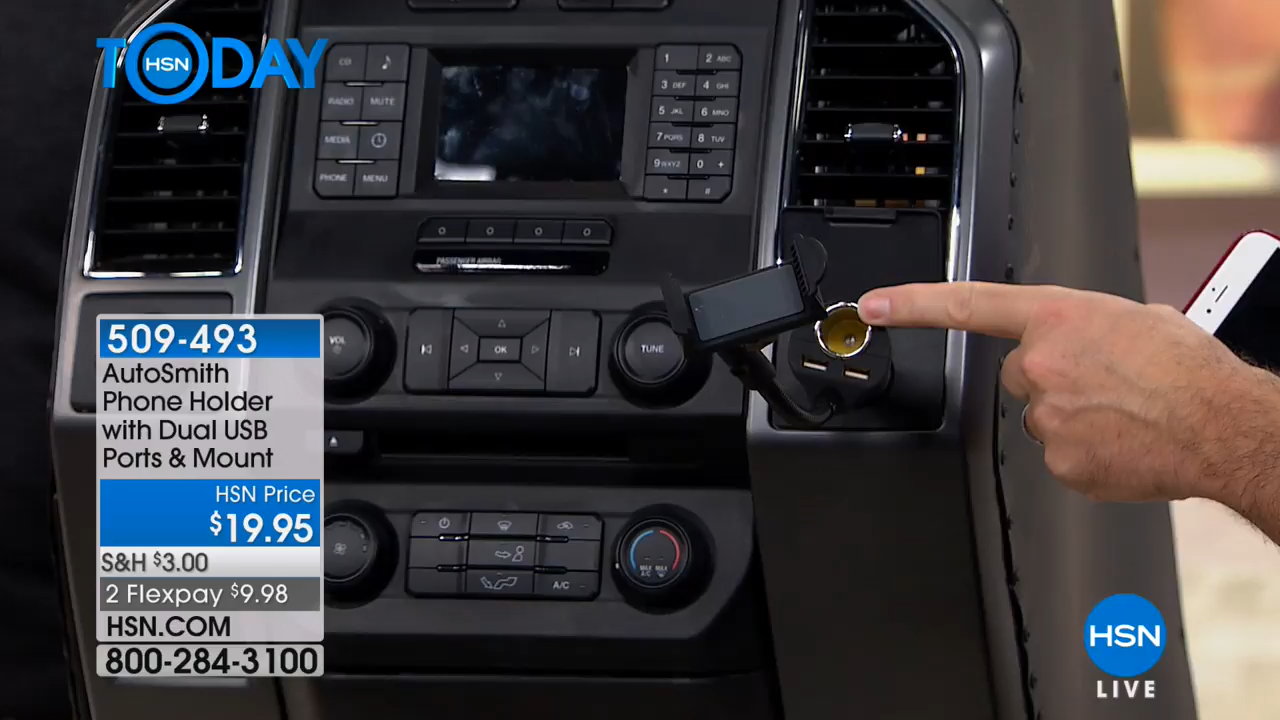 TODAY
HSN
CD
RADIO MUTE
MEDIA
PHONE MENU
1 2 ABC
3 DEF 4 GHI
5 JKL 6 MNO
7 PQRS 8 TUV
9 WXYZ 0 +
* #
PASSENGER AIRBAG
VOL
OK
TUNE
MAX A/C MAX
A/C
509-493
AutoSmith
Phone Holder
with Dual USB
Ports & Mount
HSN Price
$19.95
S&H $3.00
2 Flexpay $9.98
HSN.COM
800-284-3100
HSN
LIVE